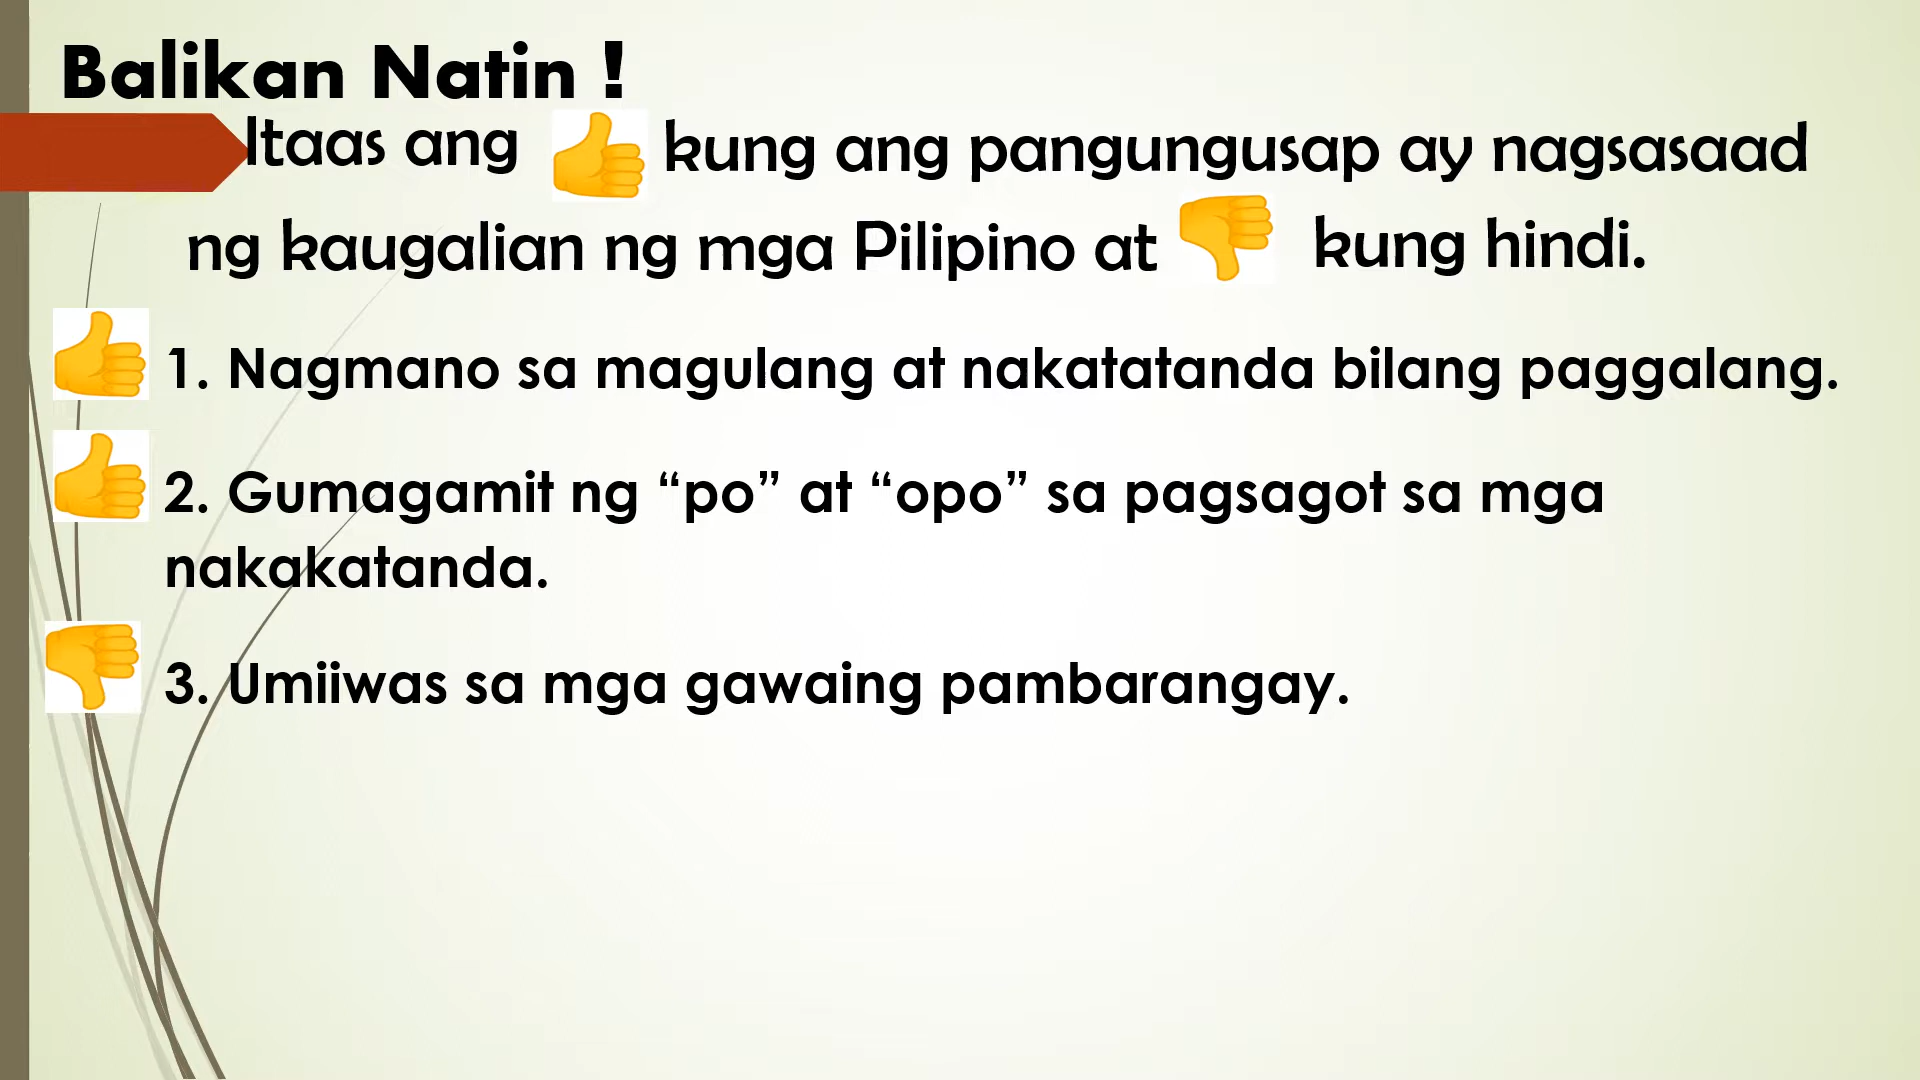 Balikan Natin !
Itaas ang 👍 kung ang pangungusap ay nagsasaad
ng kaugalian ng mga Pilipino at 👎 kung hindi.
1. Nagmano sa magulang at nakatatanda bilang paggalang.
2. Gumagamit ng “po” at “opo” sa pagsagot sa mga
nakakatanda.
3. Umiiwas sa mga gawaing pambarangay.